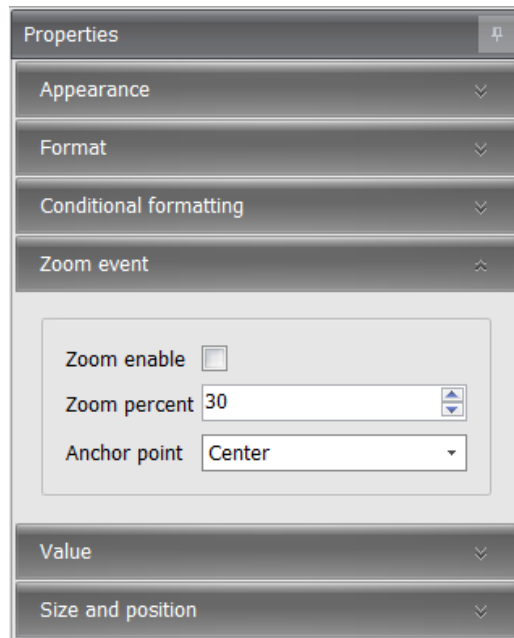 Properties
Appearance
Format
Conditional formatting
Zoom event
Zoom enable
Zoom percent 30
Anchor point Center
Value
Size and position